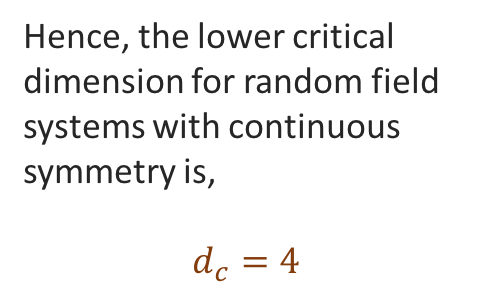 Hence, the lower critical
dimension for random field
systems with continuous
symmetry is,
d_c = 4